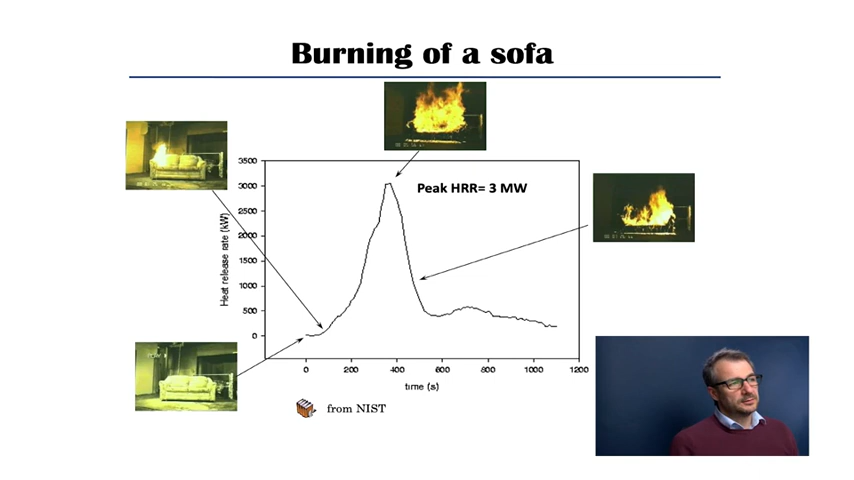 Burning of a sofa
3500
3000
2500
2000
1500
1000
500
0
Heat release rate (kW)
Peak HRR= 3 MW
0 200 400 600 800 1000 1200
time (s)
from NIST